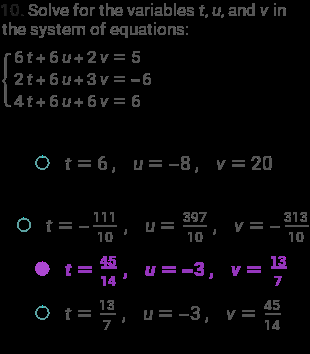 10. Solve for the variables t, u, and v in
the system of equations:
6t + 6u + 2v = 5
2t + 6u + 3v = −6
4t + 6u + 6v = 6
t = 6, u = −8, v = 20
t = −111/10, u = 397/10, v = −313/10
t = 45/14, u = −3, v = 13/7
t = 13/7, u = −3, v = 45/14